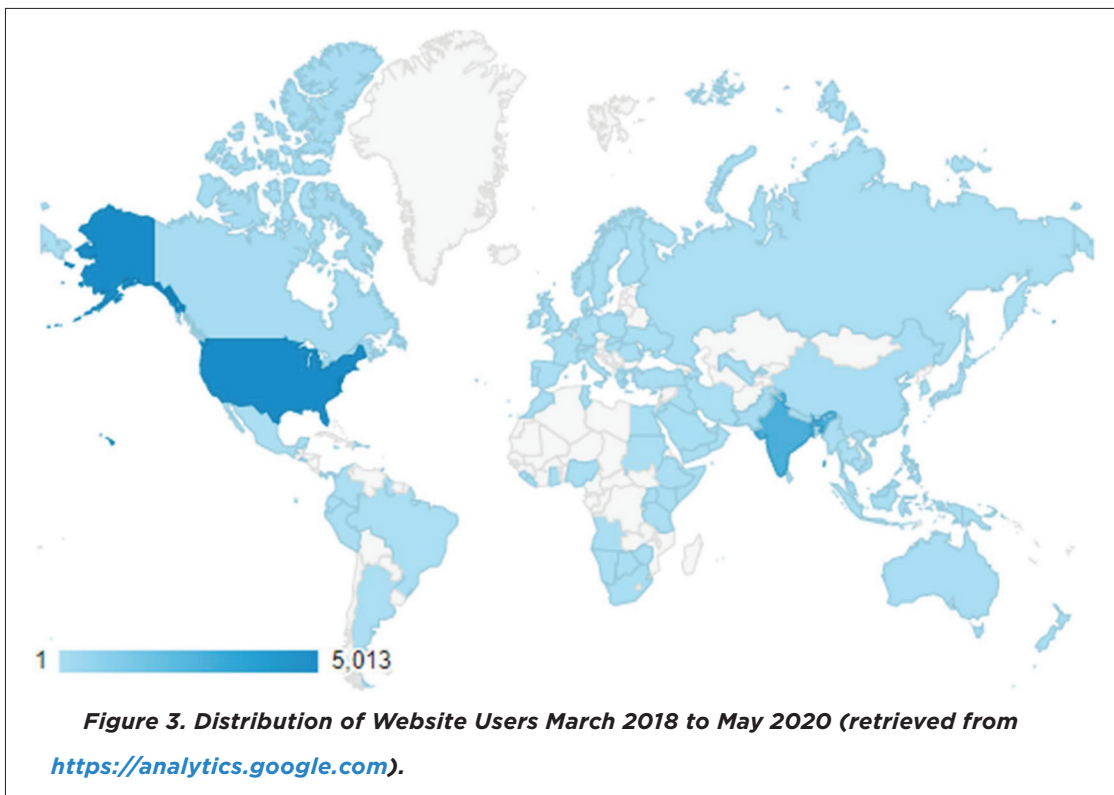 1 5,013
Figure 3. Distribution of Website Users March 2018 to May 2020 (retrieved from
https://analytics.google.com).